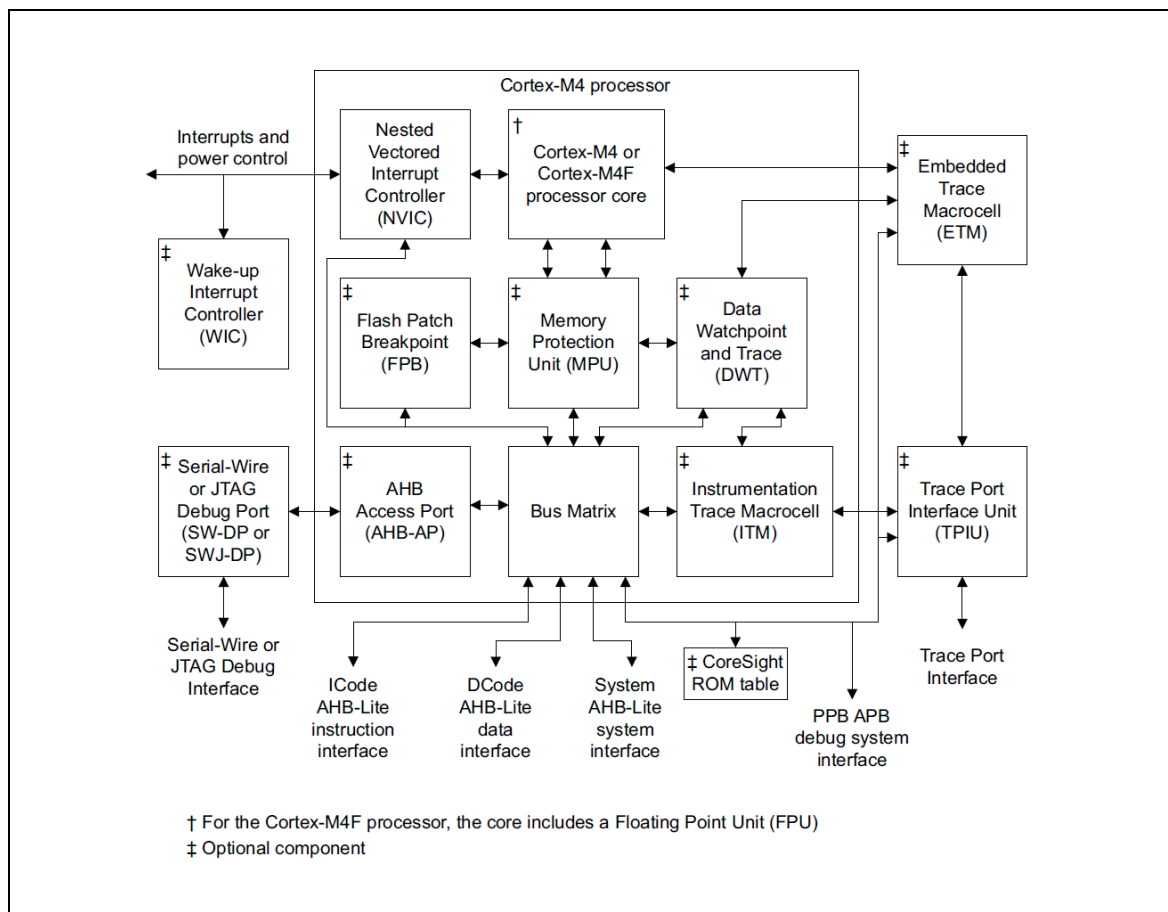 Cortex-M4 processor
Interrupts and
power control
Nested
Vectored
Interrupt
Controller
(NVIC)
†
Cortex-M4 or
Cortex-M4F
processor core
‡
Embedded
Trace
Macrocell
(ETM)
‡
Wake-up
Interrupt
Controller
(WIC)
‡
Flash Patch
Breakpoint
(FPB)
‡
Memory
Protection
Unit (MPU)
‡
Data
Watchpoint
and Trace
(DWT)
‡
Serial-Wire
or JTAG
Debug Port
(SW-DP or
SWJ-DP)
‡
AHB
Access Port
(AHB-AP)
Bus Matrix
‡
Instrumentation
Trace Macrocell
(ITM)
‡
Trace Port
Interface Unit
(TPIU)
Serial-Wire or
JTAG Debug
Interface
ICode
AHB-Lite
instruction
interface
DCode
AHB-Lite
data
interface
System
AHB-Lite
system
interface
‡ CoreSight
ROM table
PPB APB
debug system
interface
Trace Port
Interface
† For the Cortex-M4F processor, the core includes a Floating Point Unit (FPU)
‡ Optional component